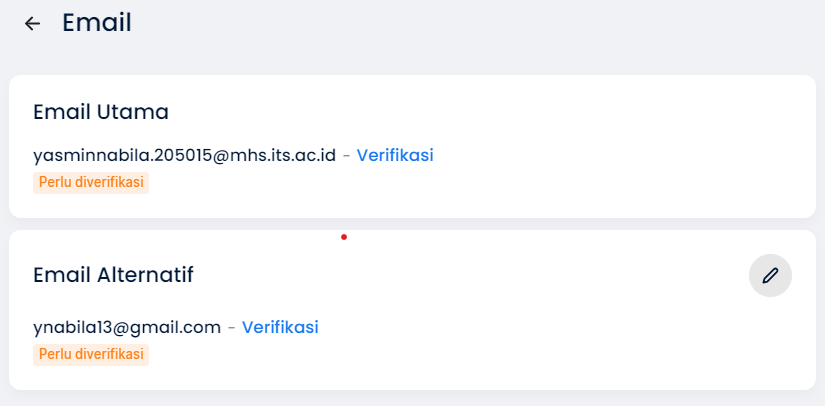 Email
Email Utama
yasminnabila.205015@mhs.its.ac.id - Verifikasi
Perlu diverifikasi
Email Alternatif
ynabila13@gmail.com - Verifikasi
Perlu diverifikasi